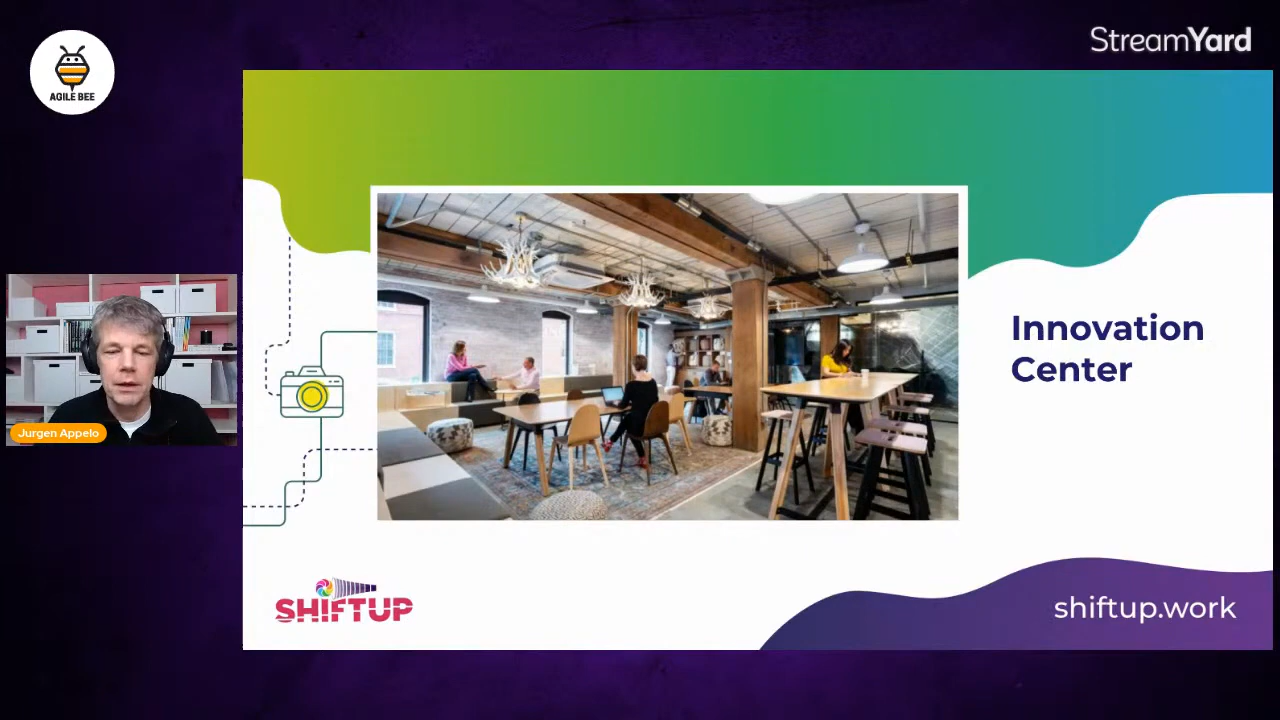 AGILE BEE
StreamYard
Innovation
Center
Jurgen Appelo
SHIFTUP
shiftup.work